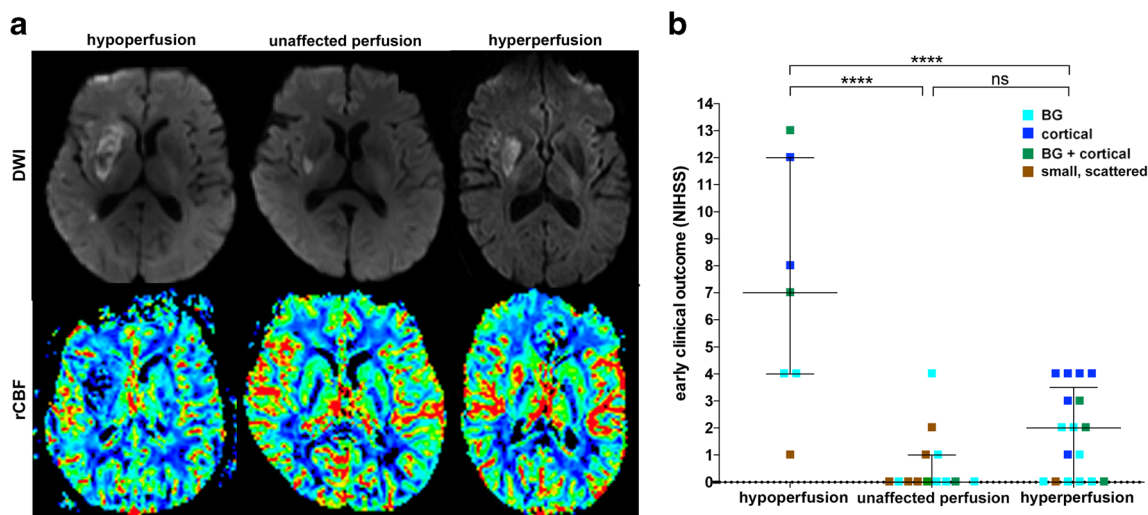 a
hypoperfusion unaffected perfusion hyperperfusion
DWI
rCBF
b
****
**** ns
early clinical outcome (NIHSS)
14
13
12
11
10
9
8
7
6
5
4
3
2
1
0
BG
cortical
BG + cortical
small, scattered
hypoperfusion unaffected perfusion hyperperfusion